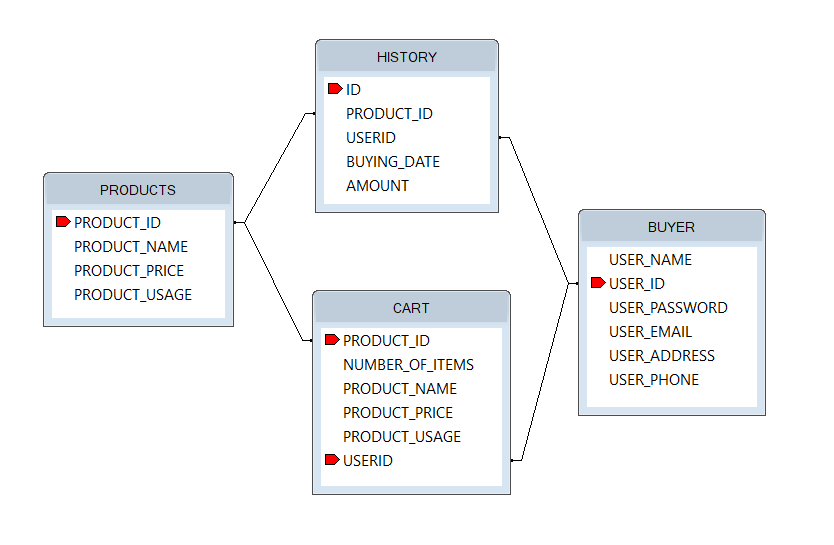 HISTORY
ID
PRODUCT_ID
USERID
BUYING_DATE
AMOUNT
PRODUCTS
PRODUCT_ID
PRODUCT_NAME
PRODUCT_PRICE
PRODUCT_USAGE
BUYER
USER_NAME
USER_ID
USER_PASSWORD
USER_EMAIL
USER_ADDRESS
USER_PHONE
CART
PRODUCT_ID
NUMBER_OF_ITEMS
PRODUCT_NAME
PRODUCT_PRICE
PRODUCT_USAGE
USERID